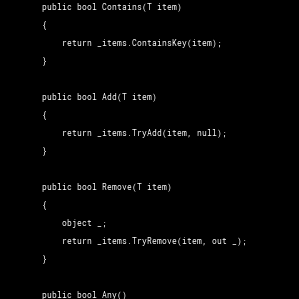 public bool Contains(T item)
{
return _items.ContainsKey(item);
}
public bool Add(T item)
{
return _items.TryAdd(item, null);
}
public bool Remove(T item)
{
object _;
return _items.TryRemove(item, out _);
}
public bool Any()